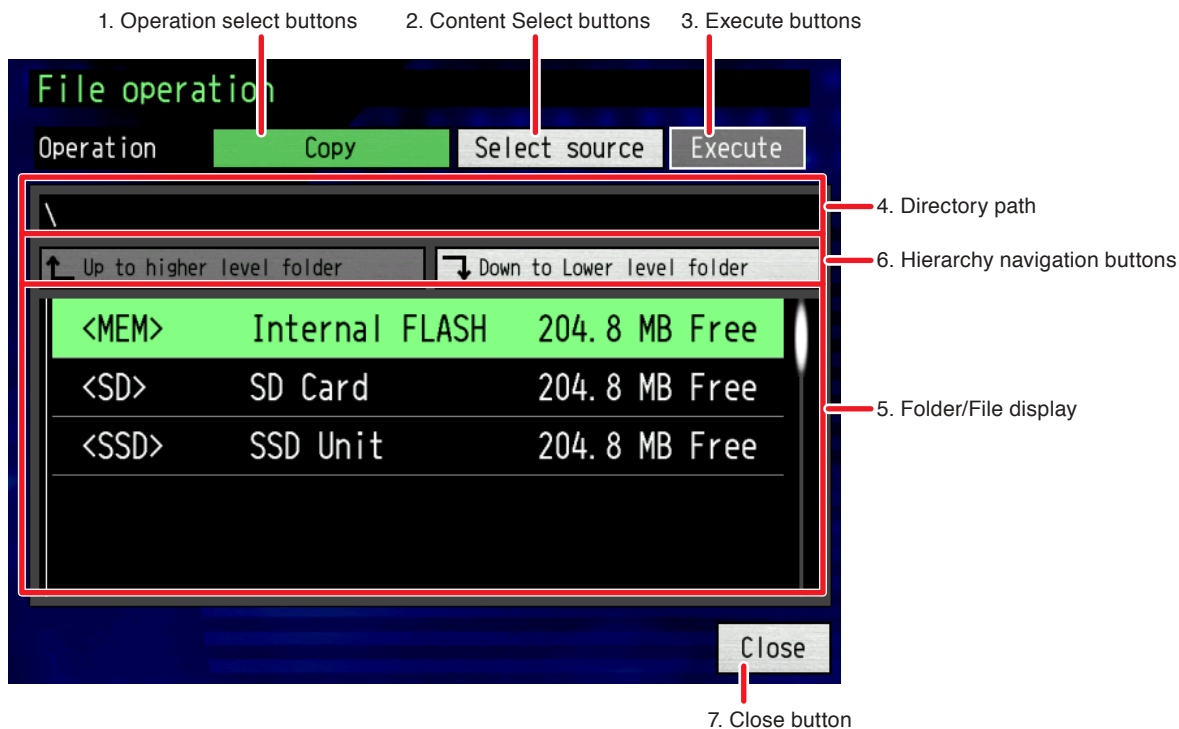 1. Operation select buttons 2. Content Select buttons 3. Execute buttons
File operation
Operation Copy Select source Execute
\
4. Directory path
Up to higher level folder Down to Lower level folder
6. Hierarchy navigation buttons
<MEM> Internal FLASH 204.8 MB Free
<SD> SD Card 204.8 MB Free
5. Folder/File display
<SSD> SSD Unit 204.8 MB Free
Close
7. Close button